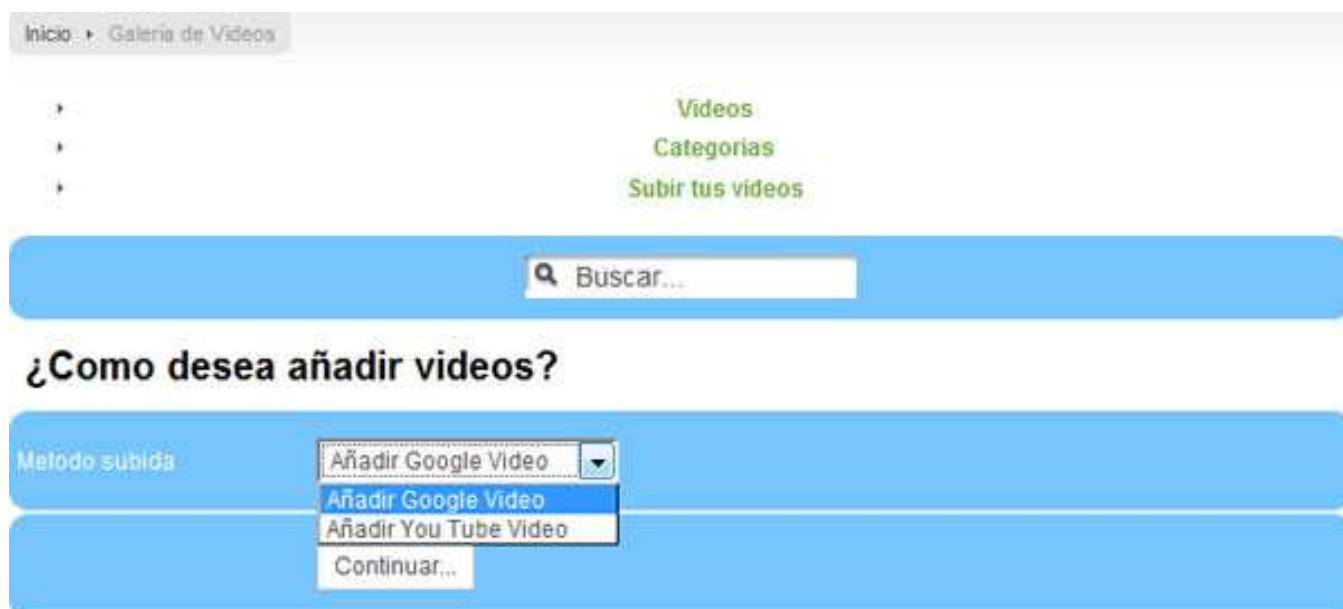 Inicio Galería de Videos
Videos
Categorias
Subir tus videos
Buscar...
¿Como desea añadir videos?
Metodo subida
Añadir Google Video
Añadir Google Video
Añadir You Tube Video
Continuar...